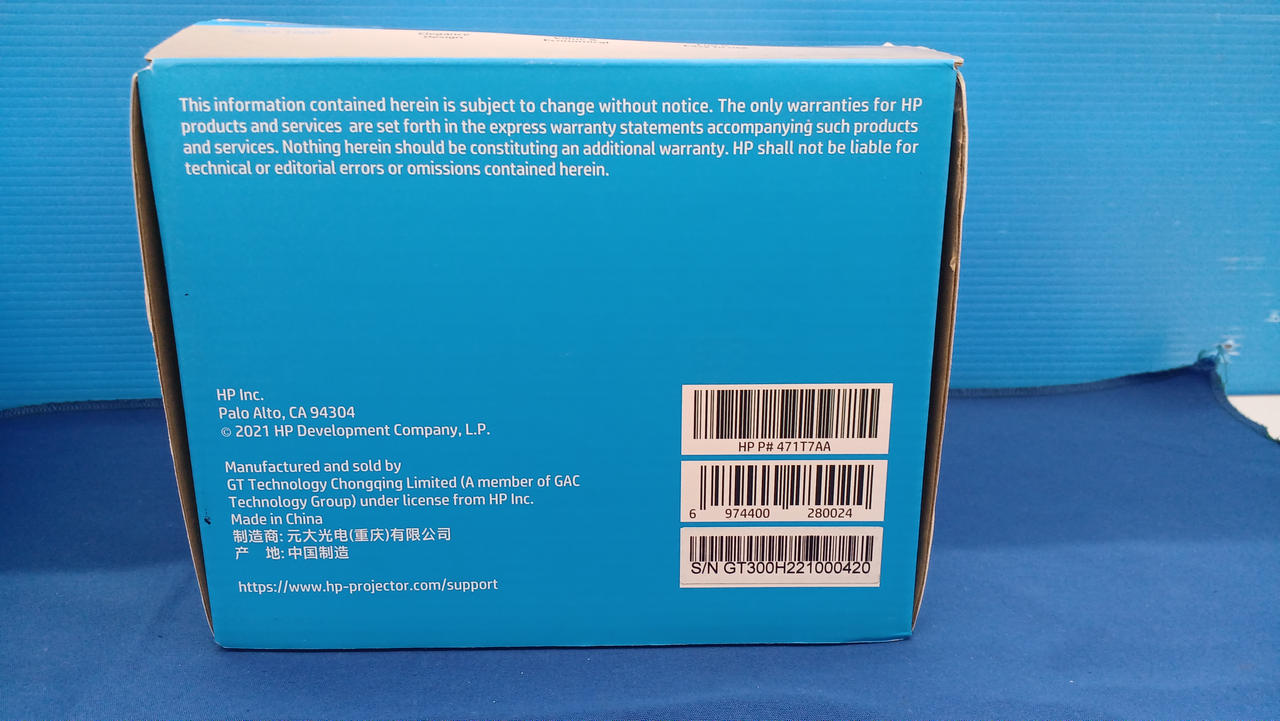 Elegance
Design
This information contained herein is subject to change without notice. The only warranties for HP
products and services are set forth in the express warranty statements accompanying such products
and services. Nothing herein should be constituting an additional warranty. HP shall not be liable for
technical or editorial errors or omissions contained herein.
HP Inc.
Palo Alto, CA 94304
© 2021 HP Development Company, L.P.
Manufactured and sold by
GT Technology Chongqing Limited (A member of GAC
Technology Group) under license from HP Inc.
Made in China
制造商: 元大光电(重庆)有限公司
产 地: 中国制造
https://www.hp-projector.com/support
HP P# 471T7AA
6 974400 280024
S/N GT300H221000420